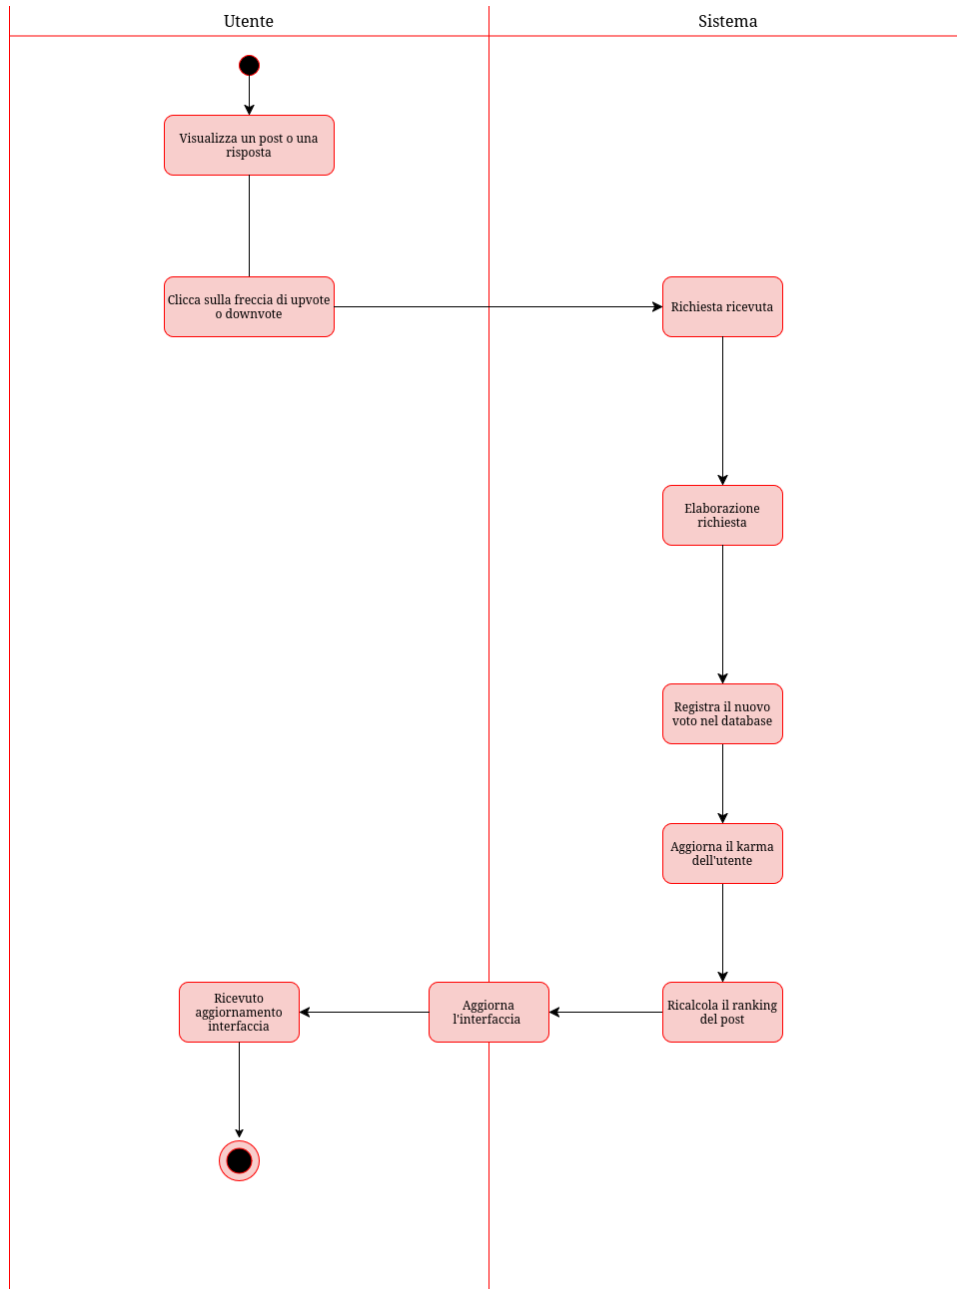 Utente
Sistema
Visualizza un post o una
risposta
Clicca sulla freccia di upvote
o downvote
Richiesta ricevuta
Elaborazione
richiesta
Registra il nuovo
voto nel database
Aggiorna il karma
dell'utente
Ricalcola il ranking
del post
Aggiorna
l'interfaccia
Ricevuto
aggiornamento
interfaccia